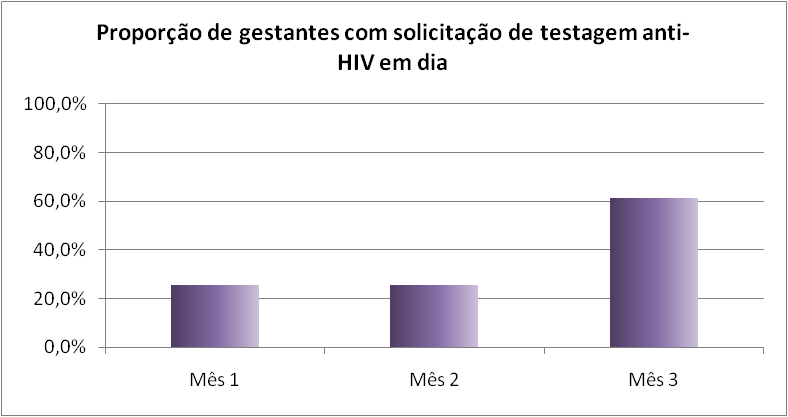 Proporção de gestantes com solicitação de testagem anti-
HIV em dia
100,0%
80,0%
60,0%
40,0%
20,0%
0,0%
Mês 1
Mês 2
Mês 3